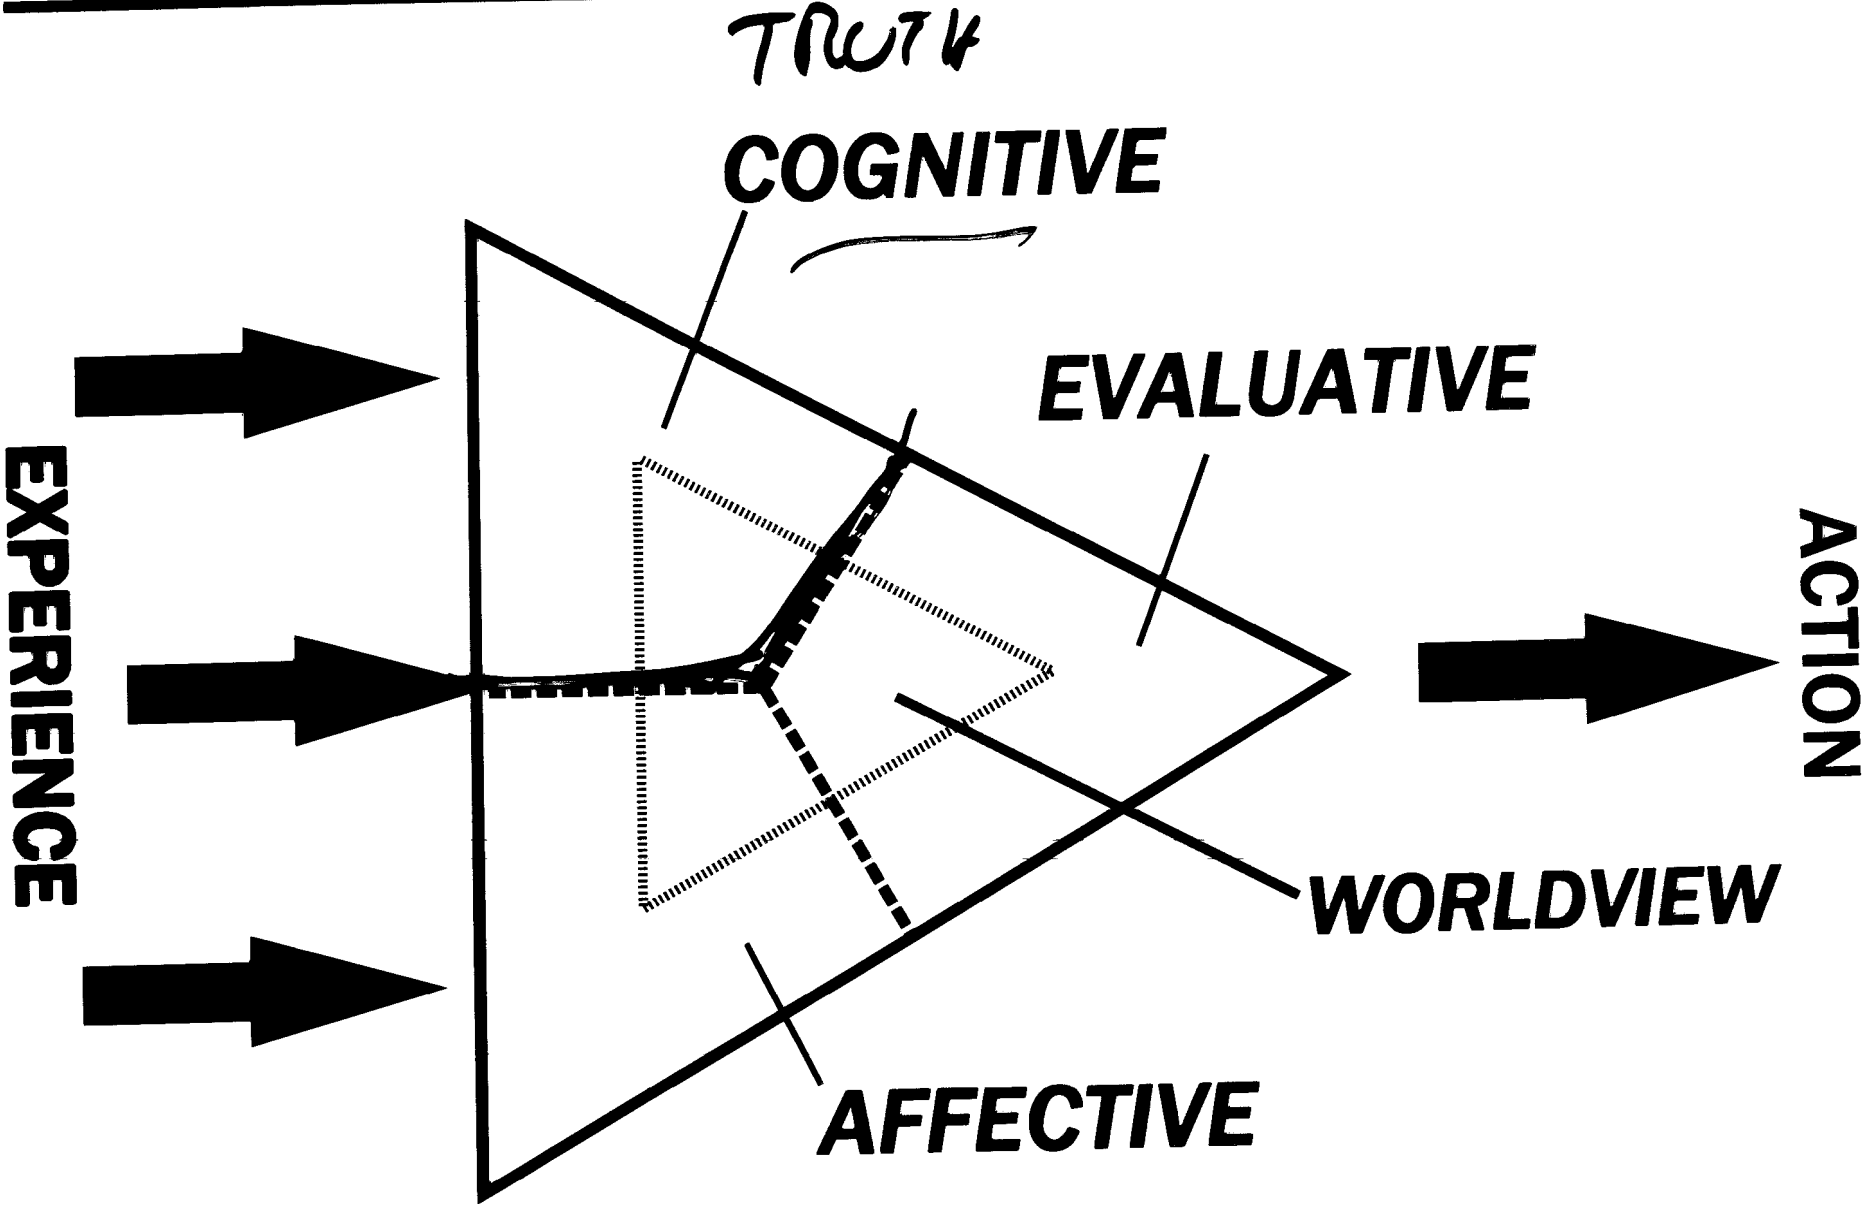 TRUTH
COGNITIVE
EVALUATIVE
EXPERIENCE
ACTION
WORLDVIEW
AFFECTIVE